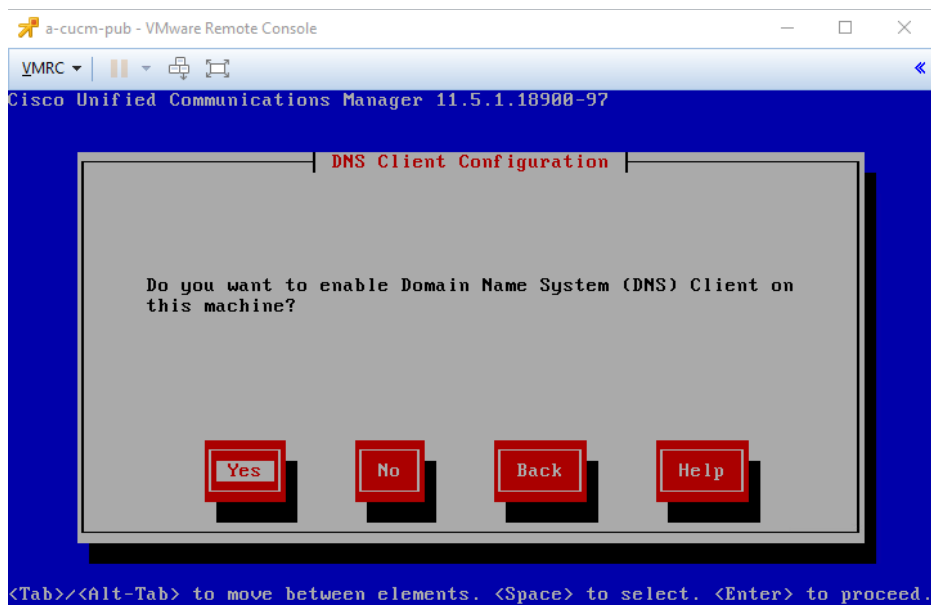 a-cucm-pub - VMware Remote Console
VMRC
Cisco Unified Communications Manager 11.5.1.18900-97
DNS Client Configuration
Do you want to enable Domain Name System (DNS) Client on
this machine?
Yes No Back Help
<Tab>/<Alt-Tab> to move between elements. <Space> to select. <Enter> to proceed.